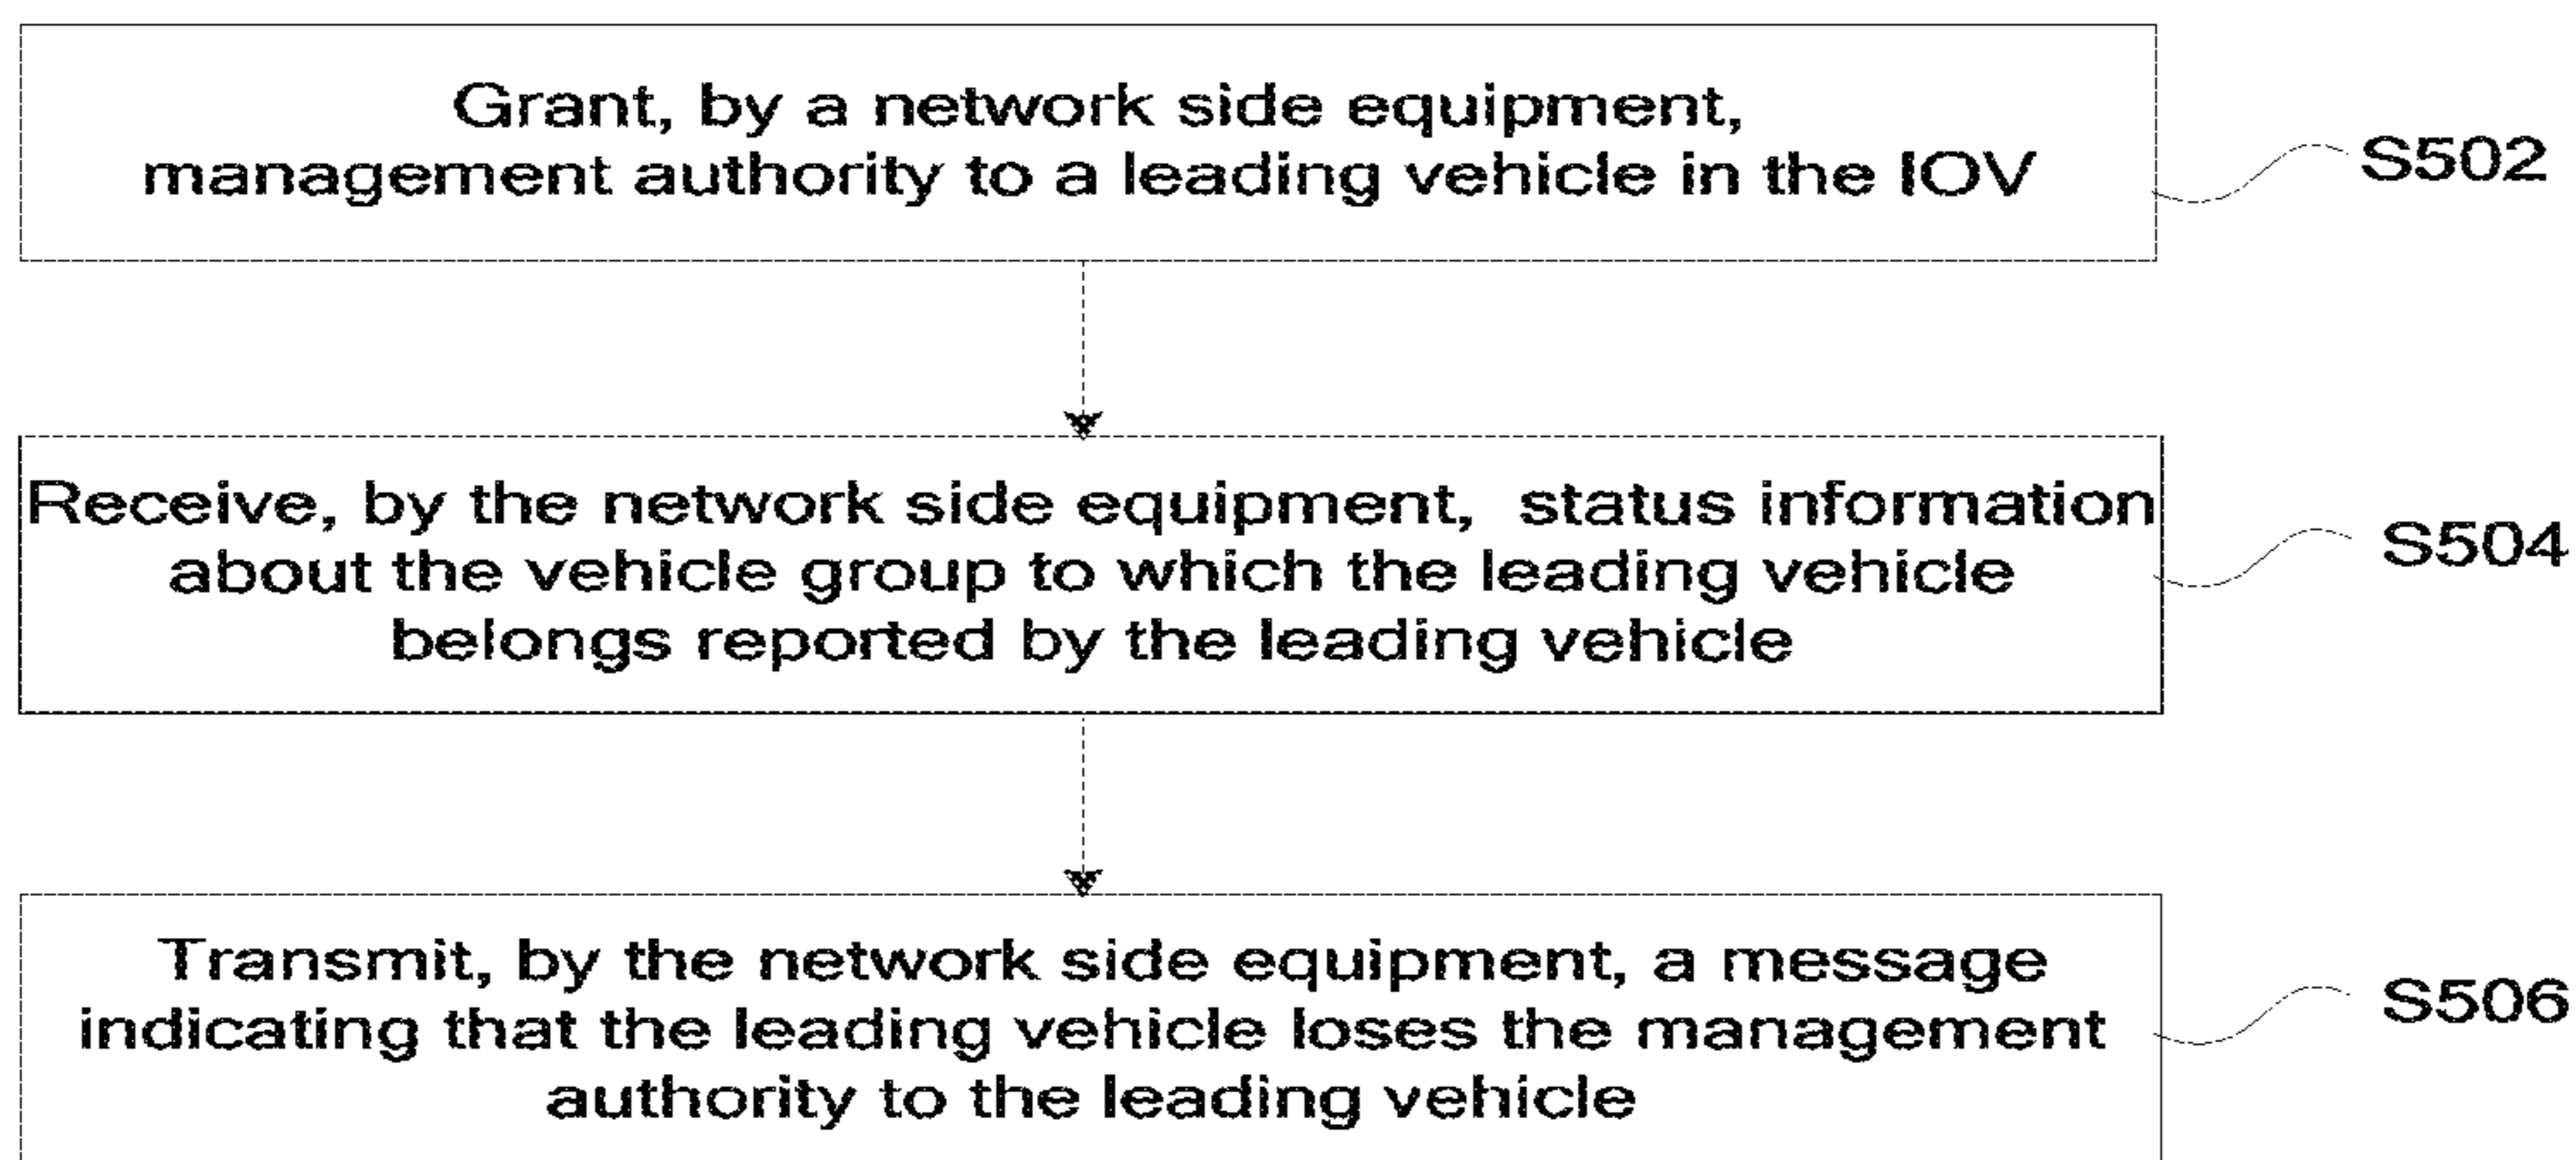 Grant, by a network side equipment,
management authority to a leading vehicle in the IOV
S502
Receive, by the network side equipment, status information
about the vehicle group to which the leading vehicle
belongs reported by the leading vehicle
S504
Transmit, by the network side equipment, a message
indicating that the leading vehicle loses the management
authority to the leading vehicle
S506